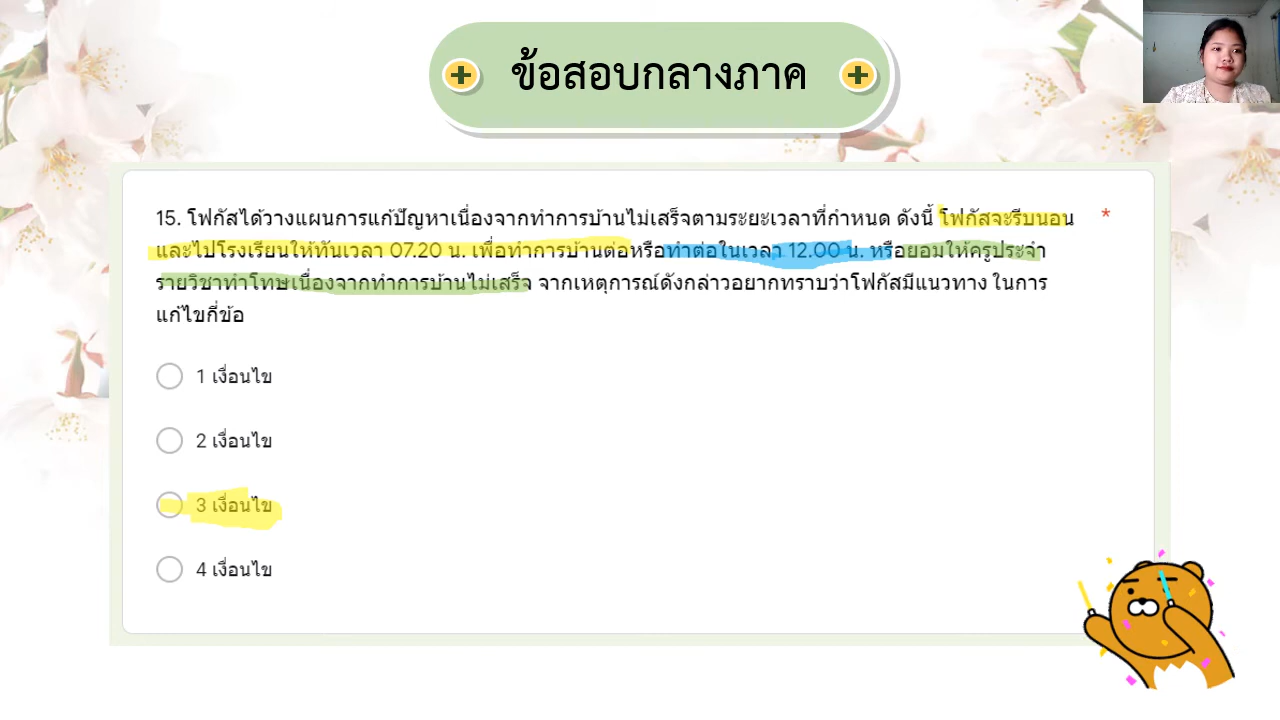 ข้อสอบกลางภาค
15. โฟกัสได้วางแผนการแก้ปัญหาเนื่องจากทำการบ้านไม่เสร็จตามระยะเวลาที่กำหนด ดังนี้ โฟกัสจะรีบนอน *
และไปโรงเรียนให้ทันเวลา 07.20 น. เพื่อทำการบ้านต่อหรือทำต่อในเวลา 12.00 น. หรือยอมให้ครูประจำ
รายวิชาทำโทษเนื่องจากทำการบ้านไม่เสร็จ จากเหตุการณ์ดังกล่าวอยากทราบว่าโฟกัสมีแนวทาง ในการ
แก้ไขกี่ข้อ
1 เงื่อนไข
2 เงื่อนไข
3 เงื่อนไข
4 เงื่อนไข